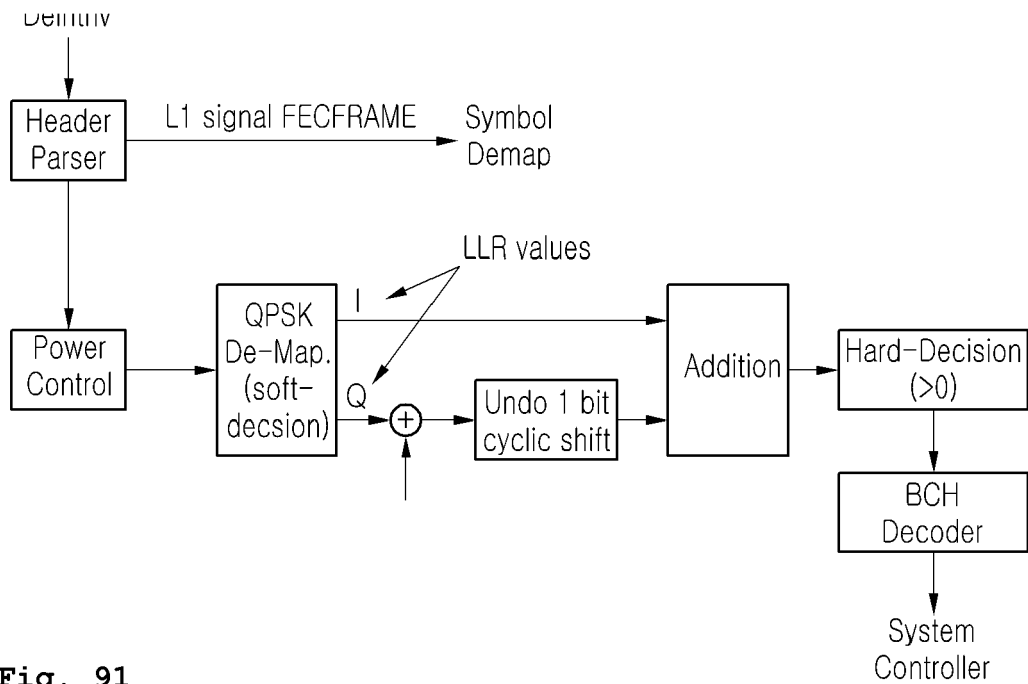 Header
Parser
L1 signal FECFRAME
Symbol
Demap
LLR values
Power
Control
QPSK
De-Map.
(soft-
decsion)
I
Q
+
Undo 1 bit
cyclic shift
Addition
Hard-Decision
(>0)
BCH
Decoder
System
Controller
Fig. 91